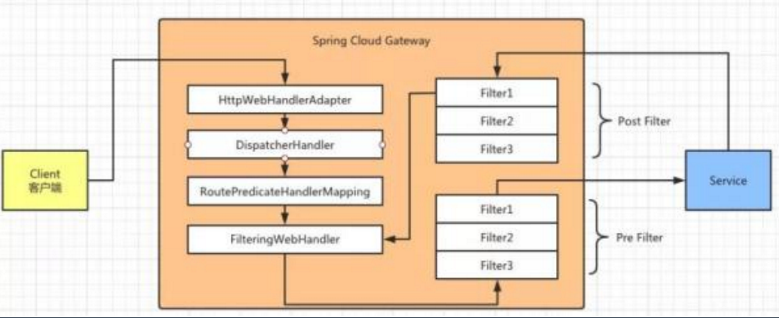 Spring Cloud Gateway
Client
客户端
HttpWebHandlerAdapter
DispatcherHandler
RoutePredicateHandlerMapping
FilteringWebHandler
Filter1
Filter2
Filter3
Post Filter
Filter1
Filter2
Filter3
Pre Filter
Service